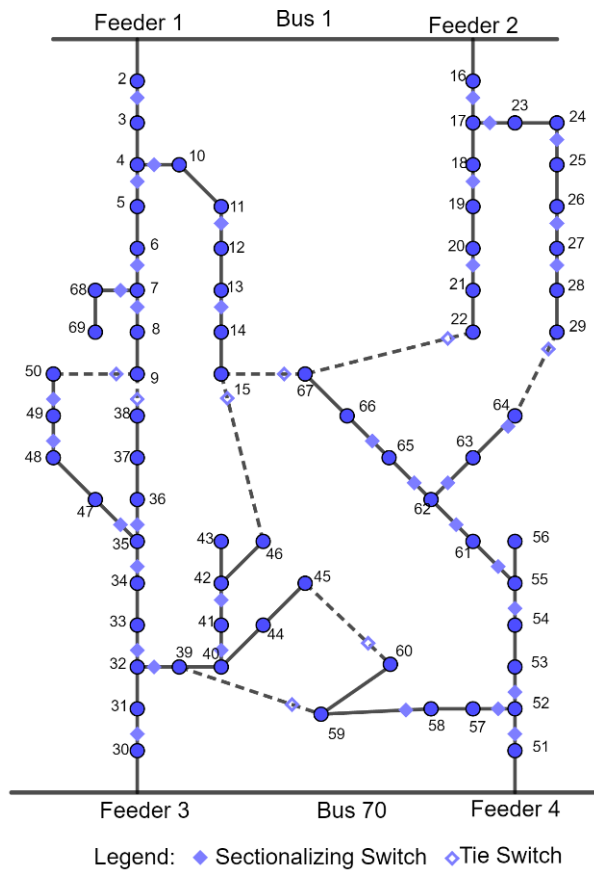 Feeder 1 Bus 1 Feeder 2
2 16
3 17 23 24
4 10 18 25
5 11 19 26
6 12 20 27
68 7 13 21 28
69 8 14 22 29
50 9 15 67 64
49 38 66
48 37 65 63
47 36 62
35 43 46 61 56
34 42 45 55
33 41 44 54
32 39 40 60 53
31 59 58 57 52
30 51
Feeder 3 Bus 70 Feeder 4
Legend: Sectionalizing Switch Tie Switch